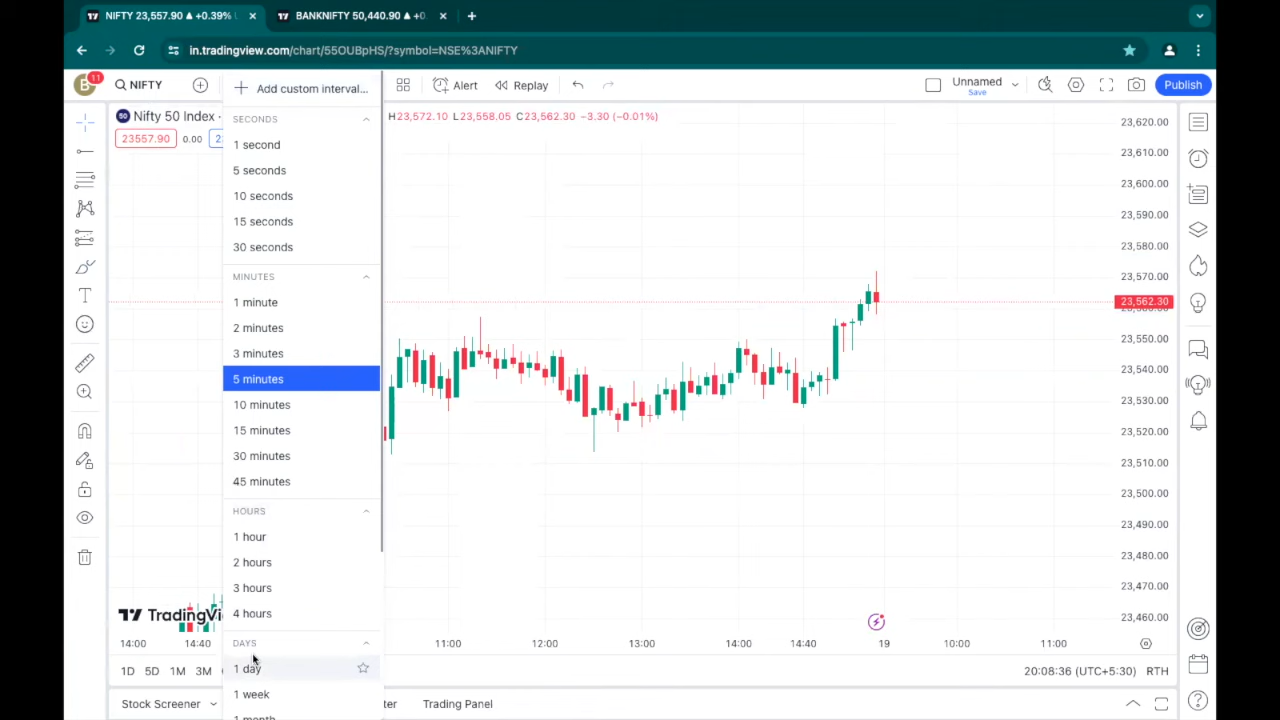 NIFTY 23,557.90 ▲ +0.39%
BANKNIFTY 50,440.90 ▲ +0.
in.tradingview.com/chart/55OUBpHS/?symbol=NSE%3ANIFTY
B
11
NIFTY
Alert
Replay
Unnamed
Save
Publish
50
Nifty 50 Index ·
H23,572.10 L23,558.05 C23,562.30 −3.30 (−0.01%)
23557.90
0.00
Add custom interval...
SECONDS
1 second
5 seconds
10 seconds
15 seconds
30 seconds
MINUTES
1 minute
2 minutes
3 minutes
5 minutes
10 minutes
15 minutes
30 minutes
45 minutes
HOURS
1 hour
2 hours
3 hours
4 hours
DAYS
1 day
1 week
1 month
23,620.00
23,610.00
23,600.00
23,590.00
23,580.00
23,570.00
23,562.30
23,550.00
23,540.00
23,530.00
23,520.00
23,510.00
23,500.00
23,490.00
23,480.00
23,470.00
23,460.00
TradingVi
14:00
14:40
11:00
12:00
13:00
14:00
14:40
19
10:00
11:00
1D
5D
1M
3M
20:08:36 (UTC+5:30)
RTH
Stock Screener
ter
Trading Panel